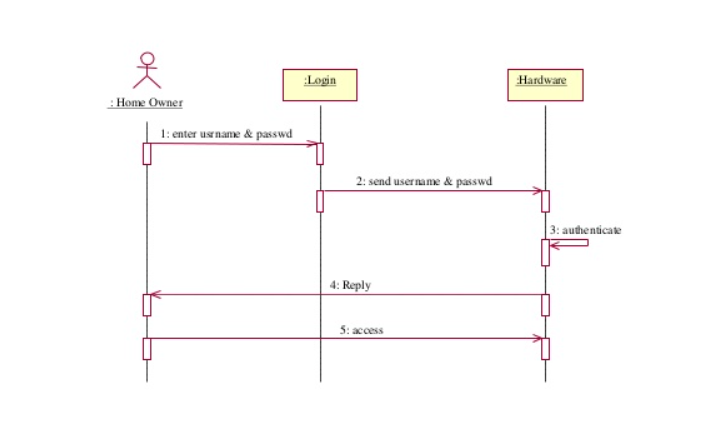 :Login
:Hardware
: Home Owner
1: enter usrname & passwd
2: send username & passwd
3: authenticate
4: Reply
5: access